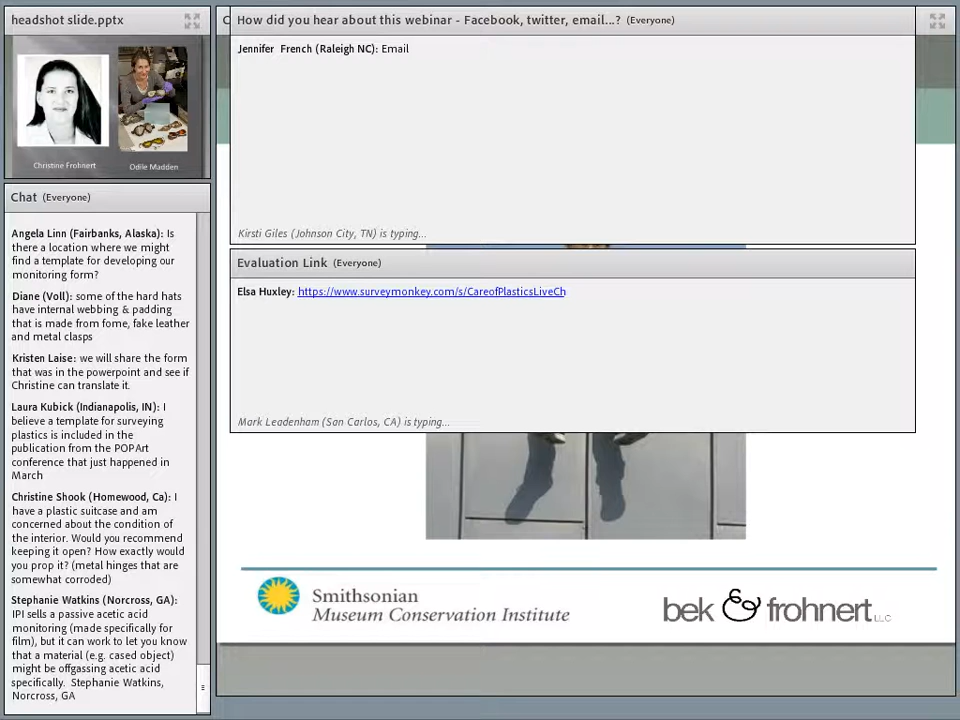 headshot slide.pptx
Christine Frohnert
Odile Madden
Chat (Everyone)
Angela Linn (Fairbanks, Alaska): Is
there a location where we might
find a template for developing our
monitoring form?
Diane (Voll): some of the hard hats
have internal webbing & padding
that is made from fome, fake leather
and metal clasps
Kristen Laise: we will share the form
that was in the powerpoint and see if
Christine can translate it.
Laura Kubick (Indianapolis, IN): I
believe a template for surveying
plastics is included in the
publication from the POPArt
conference that just happened in
March
Christine Shook (Homewood, Ca): I
have a plastic suitcase and am
concerned about the condition of
the interior. Would you recommend
keeping it open? How exactly would
you prop it? (metal hinges that are
somewhat corroded)
Stephanie Watkins (Norcross, GA):
IPI sells a passive acetic acid
monitoring (made specifically for
film), but it can work to let you know
that a material (e.g. cased object)
might be offgassing acetic acid
specifically. Stephanie Watkins,
Norcross, GA
C
How did you hear about this webinar - Facebook, twitter, email...? (Everyone)
Jennifer French (Raleigh NC): Email
Kirsti Giles (Johnson City, TN) is typing...
Evaluation Link (Everyone)
Elsa Huxley: https://www.surveymonkey.com/s/CareofPlasticsLiveCh
Mark Leadenham (San Carlos, CA) is typing...
Smithsonian
Museum Conservation Institute
bek & frohnert LLC